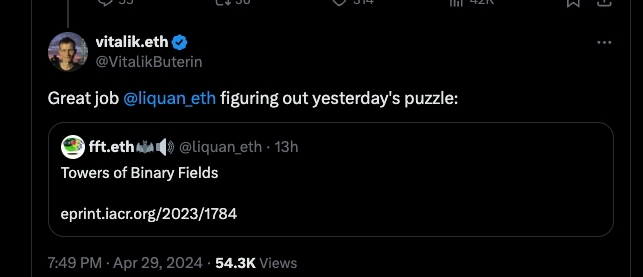 vitalik.eth
@VitalikButerin
Great job @liquan_eth figuring out yesterday's puzzle:
fft.eth🦇🔊 @liquan_eth · 13h
Towers of Binary Fields
eprint.iacr.org/2023/1784
7:49 PM · Apr 29, 2024 · 54.3K Views